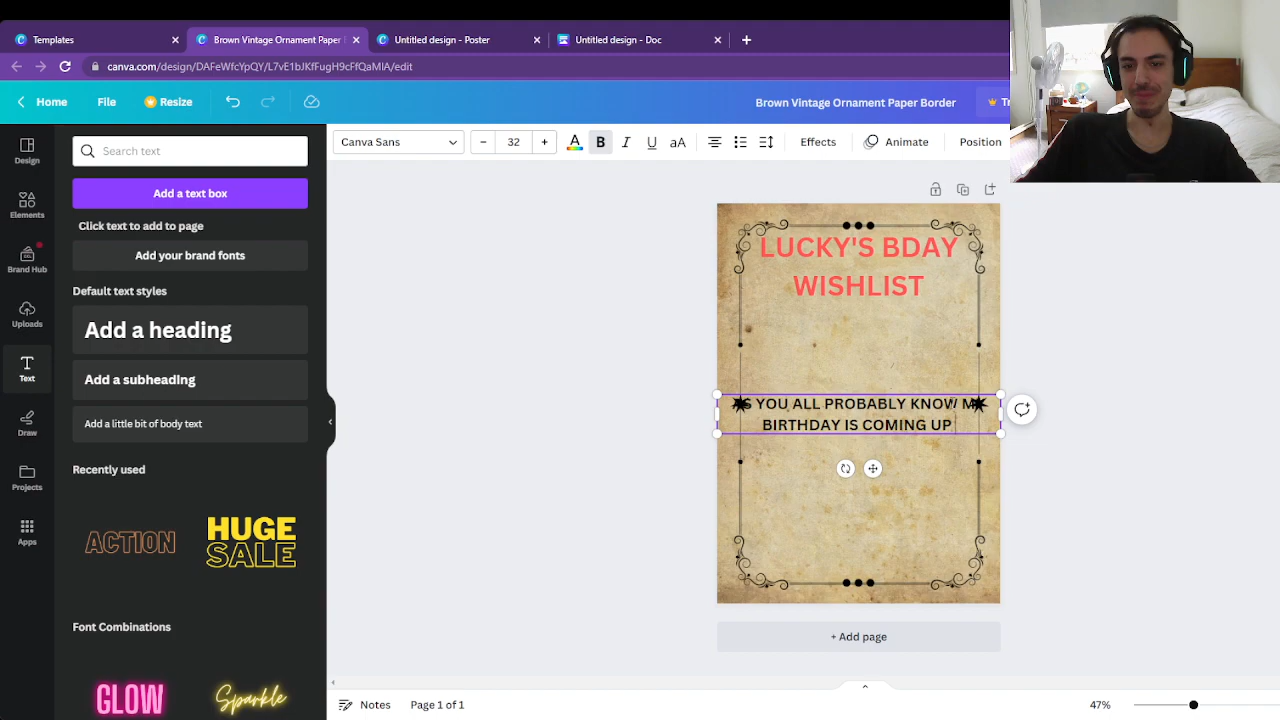 Templates
Brown Vintage Ornament Paper
Untitled design - Poster
Untitled design - Doc
canva.com/design/DAFeWfcYpQY/L7vE1bJKfFugH9cFfQaMIA/edit
Home
File
Resize
Brown Vintage Ornament Paper Border
Canva Sans
32
A
B
I
U
aA
Effects
Animate
Position
Design
Elements
Brand Hub
Uploads
Text
Draw
Projects
Apps
Search text
Add a text box
Click text to add to page
Add your brand fonts
Default text styles
Add a heading
Add a subheading
Add a little bit of body text
Recently used
ACTION
HUGE
SALE
Font Combinations
GLOW
Sparkle
LUCKY'S BDAY
WISHLIST
YOU ALL PROBABLY KNOW
BIRTHDAY IS COMING UP
+ Add page
Notes
Page 1 of 1
47%